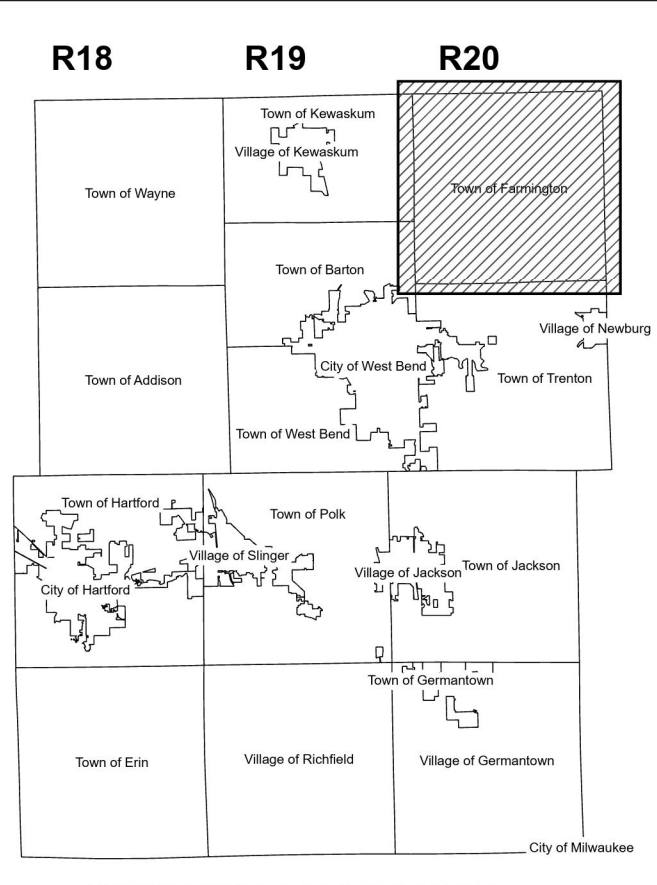 R18 R19 R20
Town of Kewaskum
Village of Kewaskum
Town of Wayne
Town of Farmington
Town of Barton
Village of Newburg
City of West Bend
Town of Addison
Town of Trenton
Town of West Bend
Town of Hartford
Town of Polk
Village of Slinger
Town of Jackson
Village of Jackson
City of Hartford
Town of Germantown
Town of Erin
Village of Richfield
Village of Germantown
City of Milwaukee